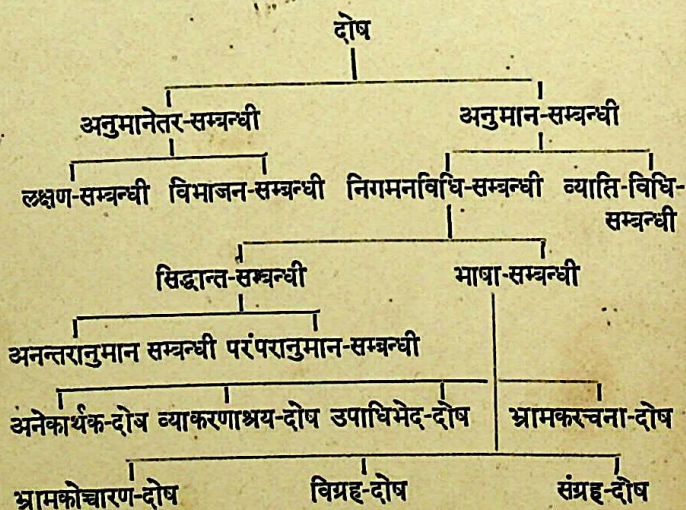 दोष
अनुमानेतर-सम्बन्धी अनुमान-सम्बन्धी
लक्षण-सम्बन्धी विभाजन-सम्बन्धी निगमनविधि-सम्बन्धी व्याप्ति-विधि-
सम्बन्धी
सिद्धान्त-सम्बन्धी भाषा-सम्बन्धी
अनन्तरानुमान सम्बन्धी परंपरानुमान-सम्बन्धी
अनेकार्थक-दोष व्याकरणाश्रय-दोष उपाधिभेद-दोष भ्रामकरचना-दोष
भ्रामकोच्चारण-दोष विग्रह-दोष संग्रह-दोष